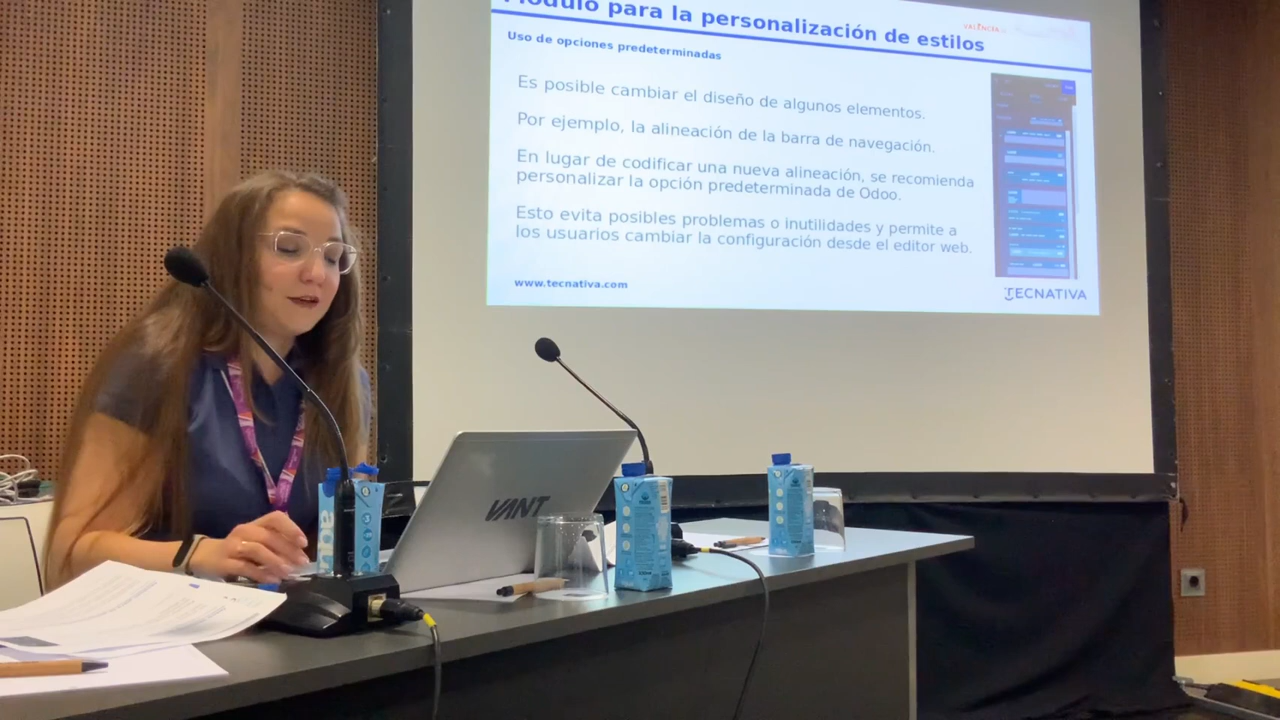 Módulo para la personalización de estilos
VALÈNCIA
Uso de opciones predeterminadas
Es posible cambiar el diseño de algunos elementos.
Por ejemplo, la alineación de la barra de navegación.
En lugar de codificar una nueva alineación, se recomienda
personalizar la opción predeterminada de Odoo.
Esto evita posibles problemas o inutilidades y permite a
los usuarios cambiar la configuración desde el editor web.
www.tecnativa.com
TECNATIVA
VANT